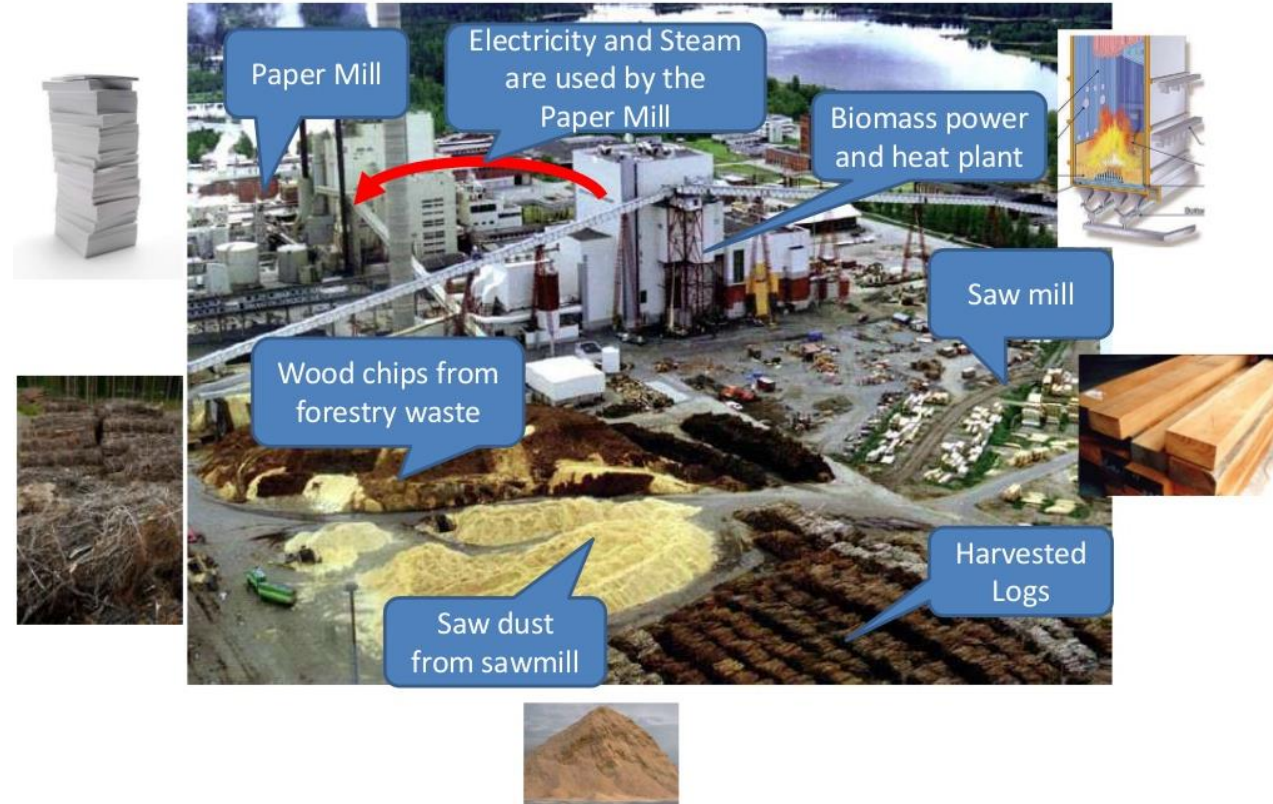 Paper Mill
Electricity and Steam
are used by the
Paper Mill
Biomass power
and heat plant
Saw mill
Wood chips from
forestry waste
Harvested
Logs
Saw dust
from sawmill